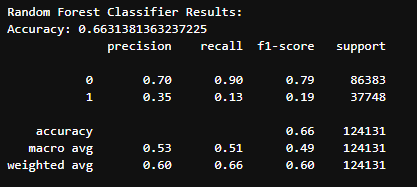 Random Forest Classifier Results:
Accuracy: 0.6631381363237225
precision recall f1-score support
0 0.70 0.90 0.79 86383
1 0.35 0.13 0.19 37748
accuracy 0.66 124131
macro avg 0.53 0.51 0.49 124131
weighted avg 0.60 0.66 0.60 124131